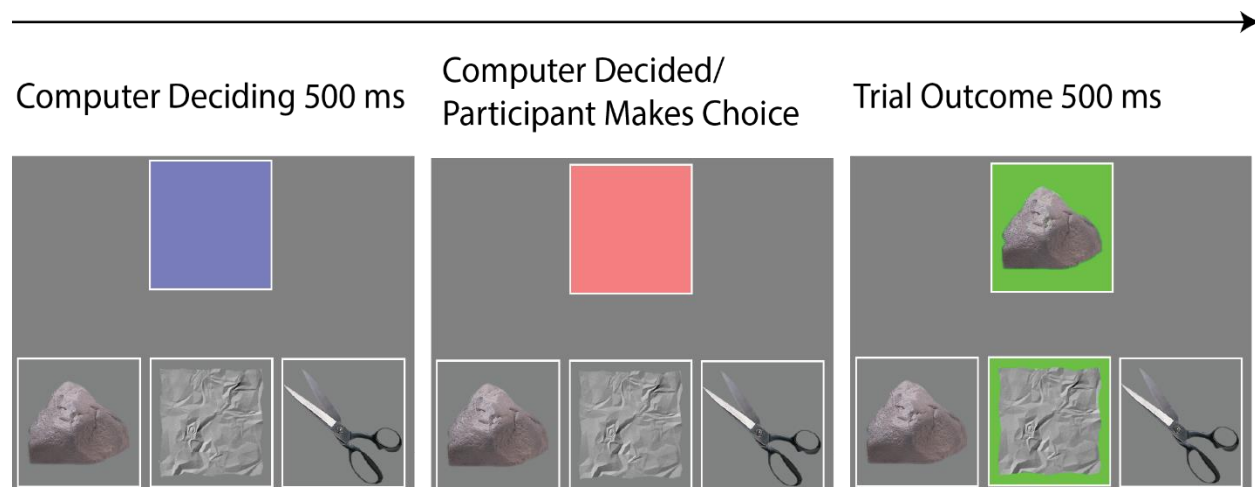 Computer Deciding 500 ms
Computer Decided/
Participant Makes Choice
Trial Outcome 500 ms